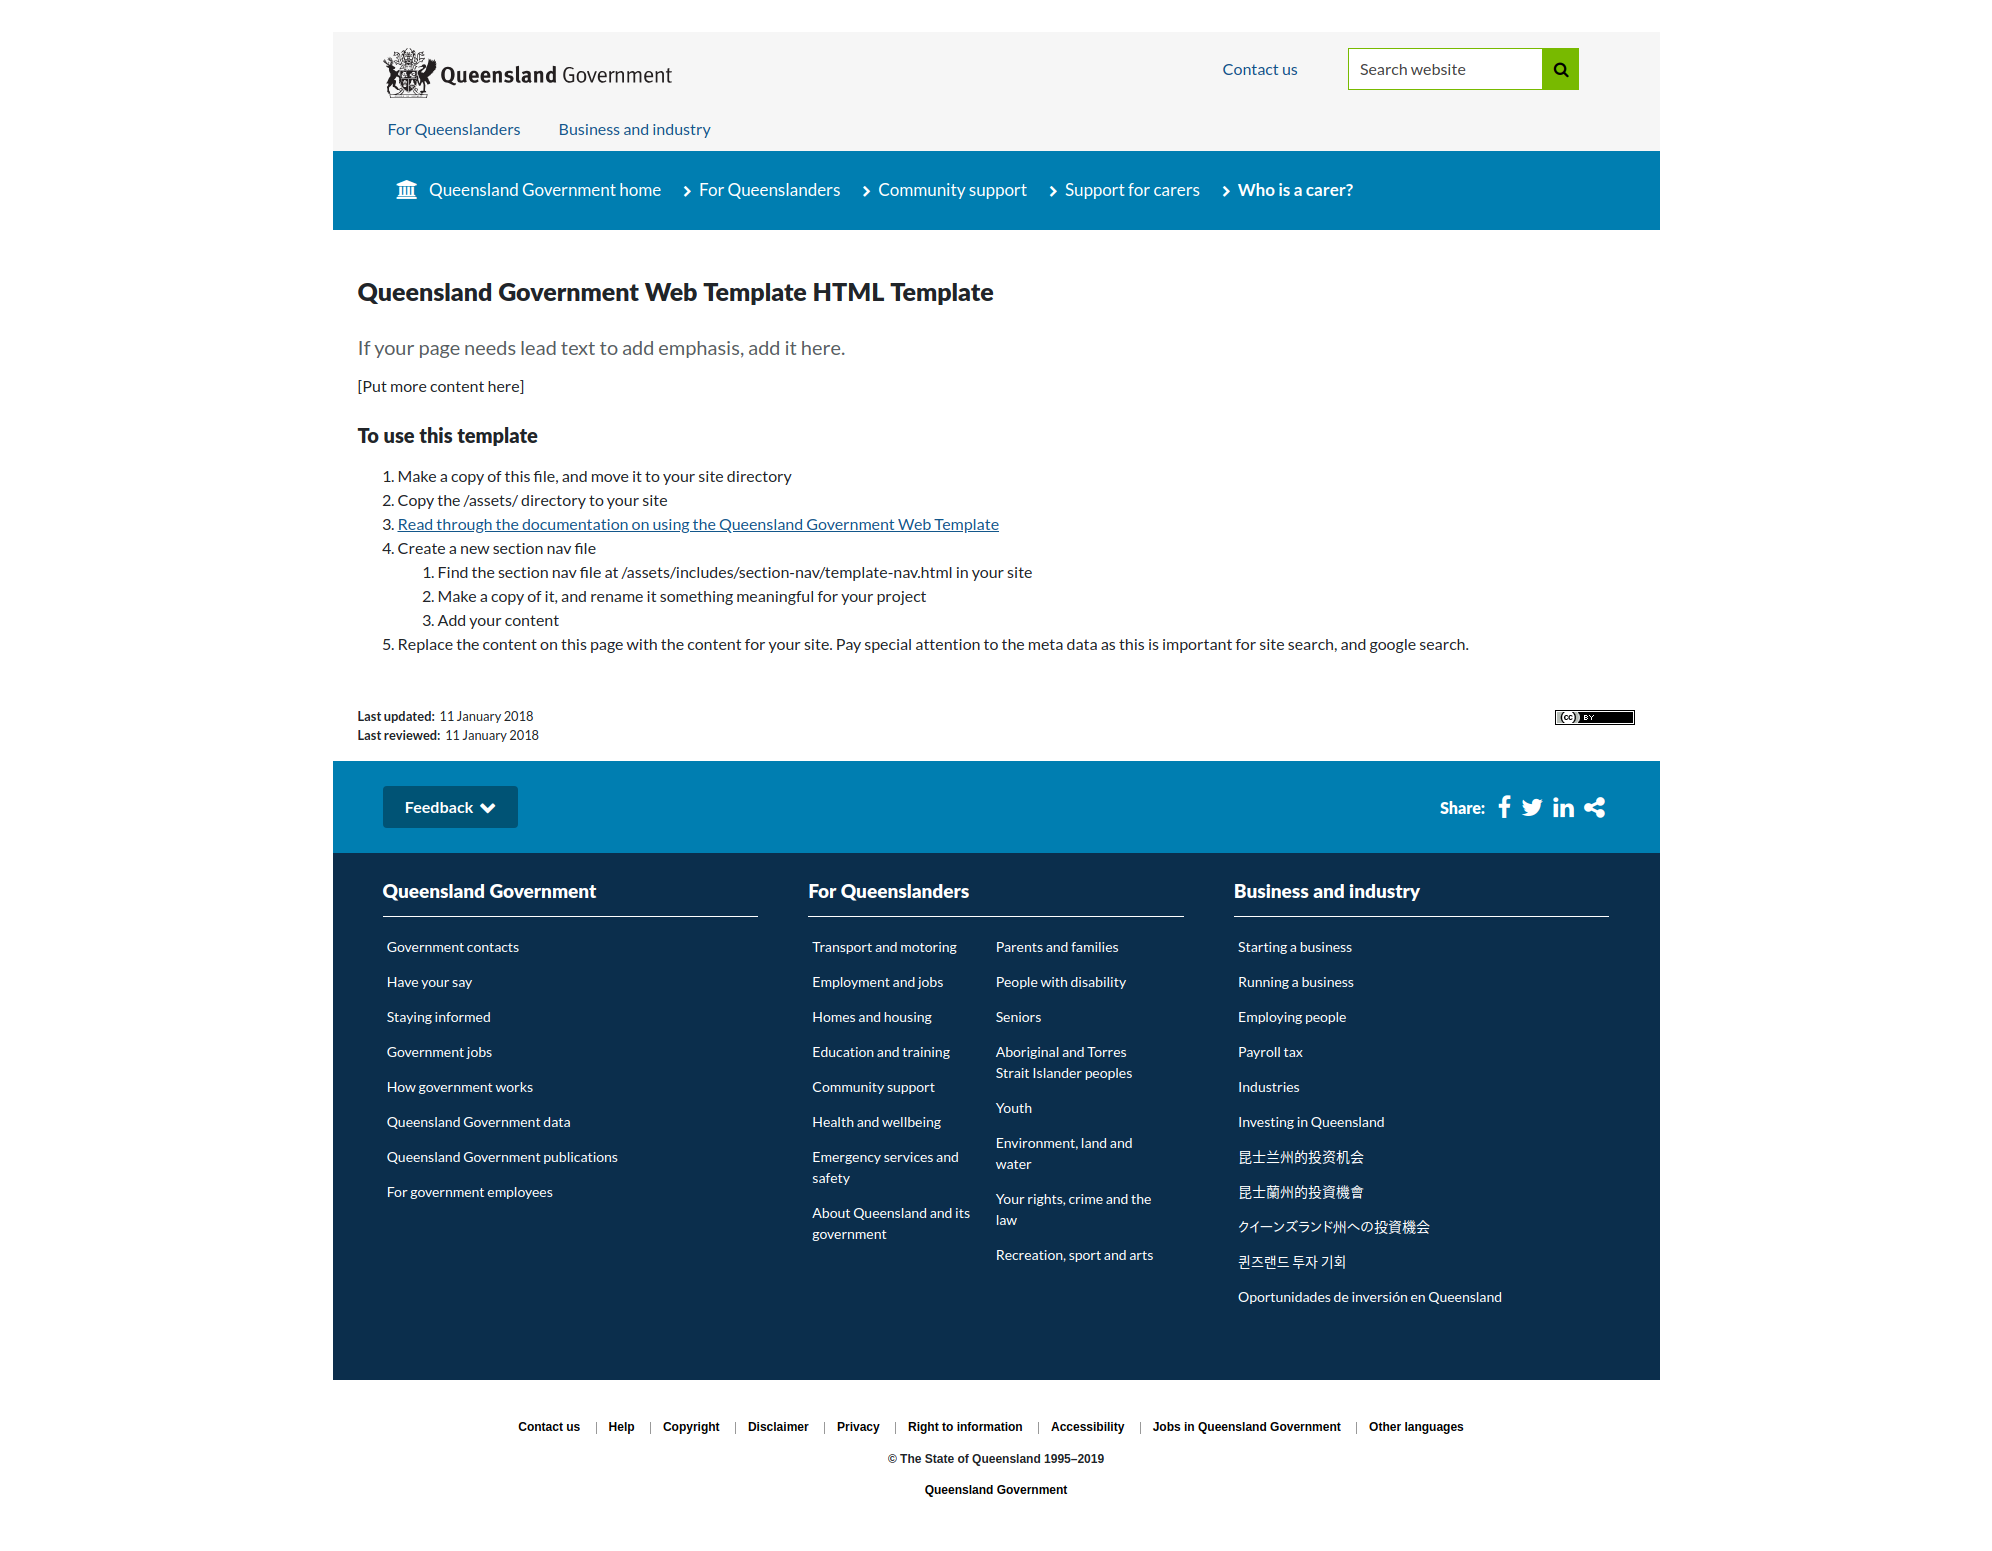 Queensland Government
Contact us
Search website
For Queenslanders
Business and industry
Queensland Government home
For Queenslanders
Community support
Support for carers
Who is a carer?
Queensland Government Web Template HTML Template
If your page needs lead text to add emphasis, add it here.
[Put more content here]
To use this template
1. Make a copy of this file, and move it to your site directory
2. Copy the /assets/ directory to your site
3. Read through the documentation on using the Queensland Government Web Template
4. Create a new section nav file
1. Find the section nav file at /assets/includes/section-nav/template-nav.html in your site
2. Make a copy of it, and rename it something meaningful for your project
3. Add your content
5. Replace the content on this page with the content for your site. Pay special attention to the meta data as this is important for site search, and google search.
Last updated: 11 January 2018
Last reviewed: 11 January 2018
cc BY
Feedback
Share:
Queensland Government
Government contacts
Have your say
Staying informed
Government jobs
How government works
Queensland Government data
Queensland Government publications
For government employees
For Queenslanders
Transport and motoring
Employment and jobs
Homes and housing
Education and training
Community support
Health and wellbeing
Emergency services and
safety
About Queensland and its
government
Parents and families
People with disability
Seniors
Aboriginal and Torres
Strait Islander peoples
Youth
Environment, land and
water
Your rights, crime and the
law
Recreation, sport and arts
Business and industry
Starting a business
Running a business
Employing people
Payroll tax
Industries
Investing in Queensland
昆士兰州的投资机会
昆士蘭州的投資機會
クイーンズランド州への投資機会
퀸즈랜드 투자 기회
Oportunidades de inversión en Queensland
Contact us
Help
Copyright
Disclaimer
Privacy
Right to information
Accessibility
Jobs in Queensland Government
Other languages
© The State of Queensland 1995–2019
Queensland Government